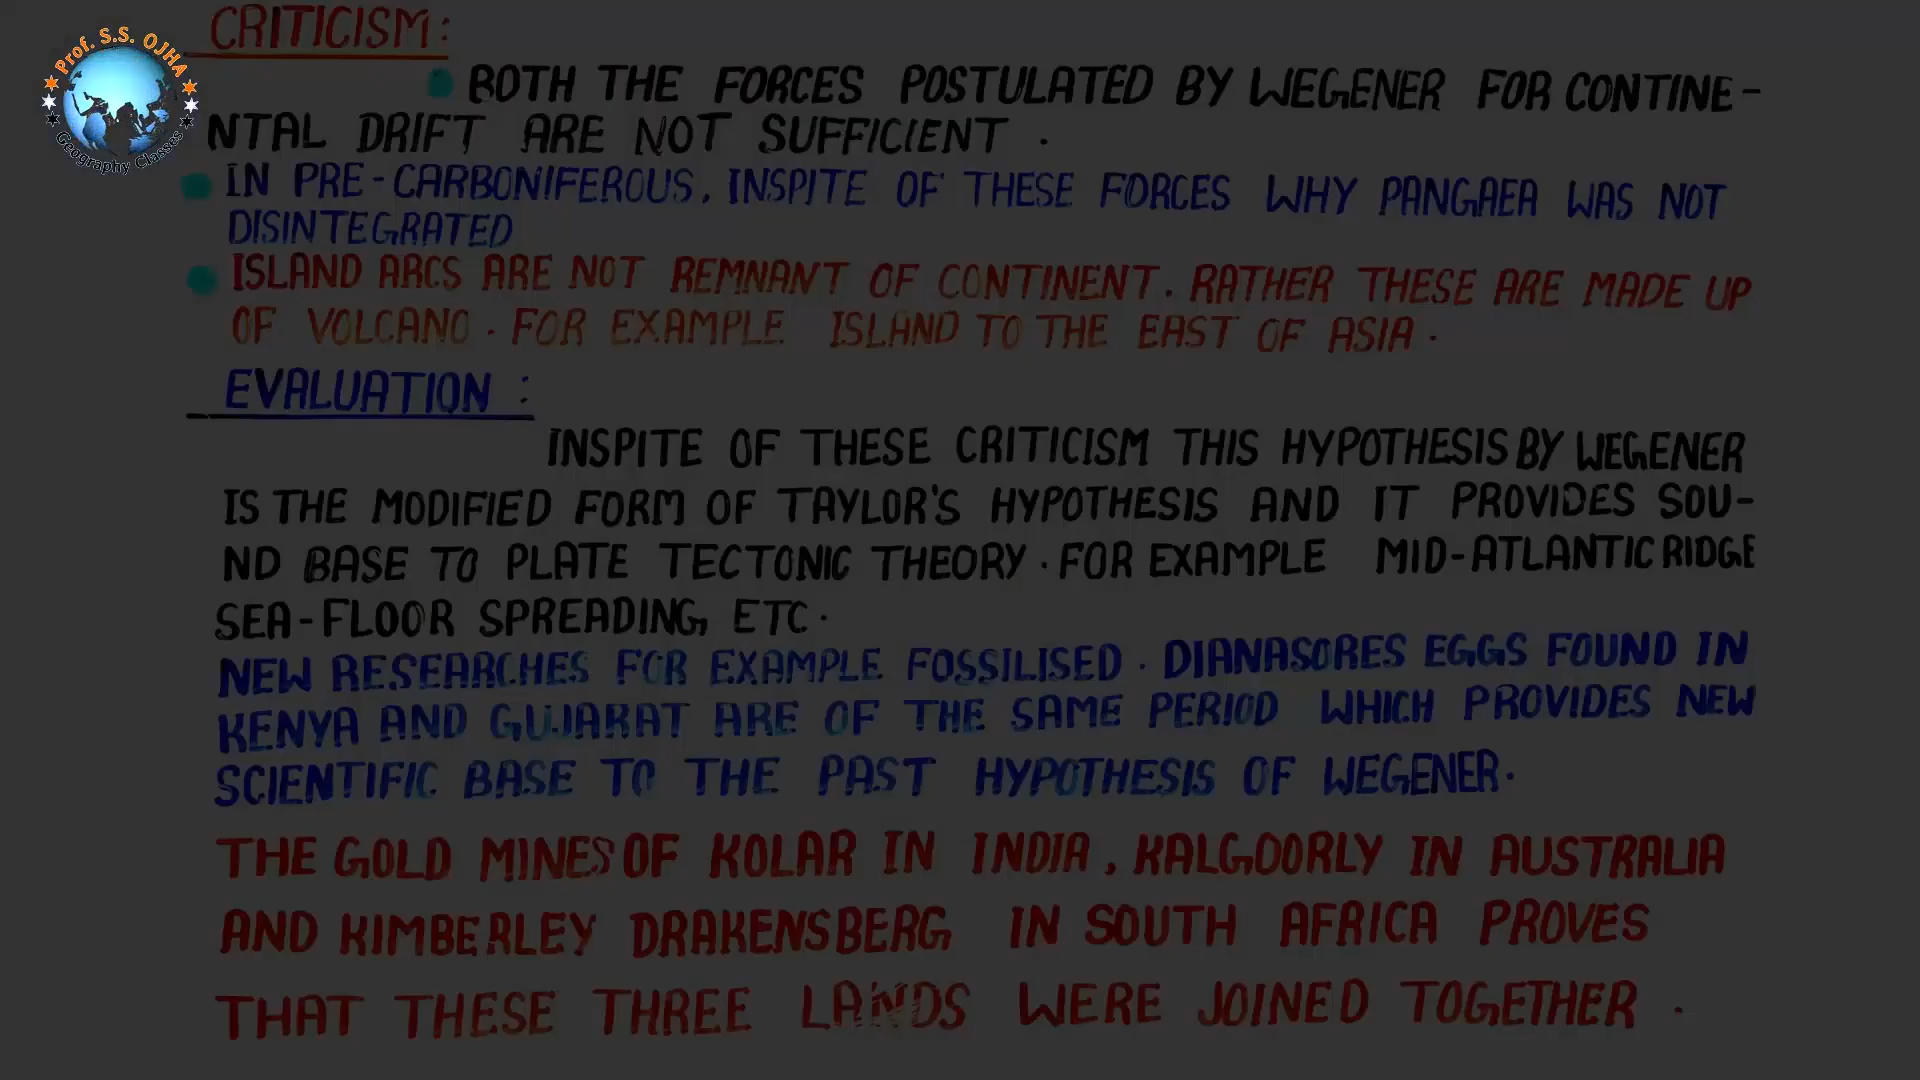 Prof. S.S. OJHA
Geography Classes
CRITICISM:
BOTH THE FORCES POSTULATED BY WEGENER FOR CONTINE-
NTAL DRIFT ARE NOT SUFFICIENT.
IN PRE-CARBONIFEROUS, INSPITE OF THESE FORCES WHY PANGAEA WAS NOT
DISINTEGRATED
ISLAND ARCS ARE NOT REMNANT OF CONTINENT. RATHER THESE ARE MADE UP
OF VOLCANO. FOR EXAMPLE ISLAND TO THE EAST OF ASIA.
EVALUATION:
INSPITE OF THESE CRITICISM THIS HYPOTHESIS BY WEGENER
IS THE MODIFIED FORM OF TAYLOR'S HYPOTHESIS AND IT PROVIDES SOU-
ND BASE TO PLATE TECTONIC THEORY. FOR EXAMPLE MID-ATLANTIC RIDGE
SEA-FLOOR SPREADING, ETC.
NEW RESEARCHES FOR EXAMPLE FOSSILISED. DIANASORES EGGS FOUND IN
KENYA AND GUJARAT ARE OF THE SAME PERIOD WHICH PROVIDES NEW
SCIENTIFIC BASE TO THE PAST HYPOTHESIS OF WEGENER.
THE GOLD MINES OF KOLAR IN INDIA, KALGOORLY IN AUSTRALIA
AND KIMBERLEY DRAKENSBERG IN SOUTH AFRICA PROVES
THAT THESE THREE LANDS WERE JOINED TOGETHER.